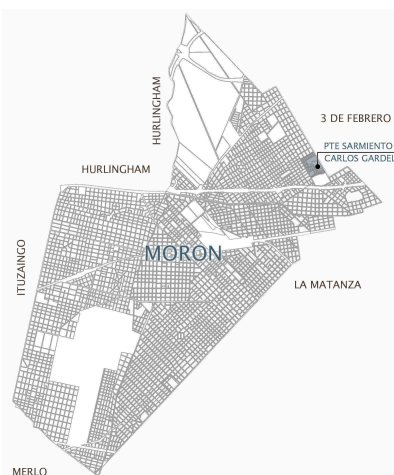 HURLINGHAM
3 DE FEBRERO
PTE SARMIENTO
CARLOS GARDEL
HURLINGHAM
MORON
ITUZAINGO
LA MATANZA
MERLO